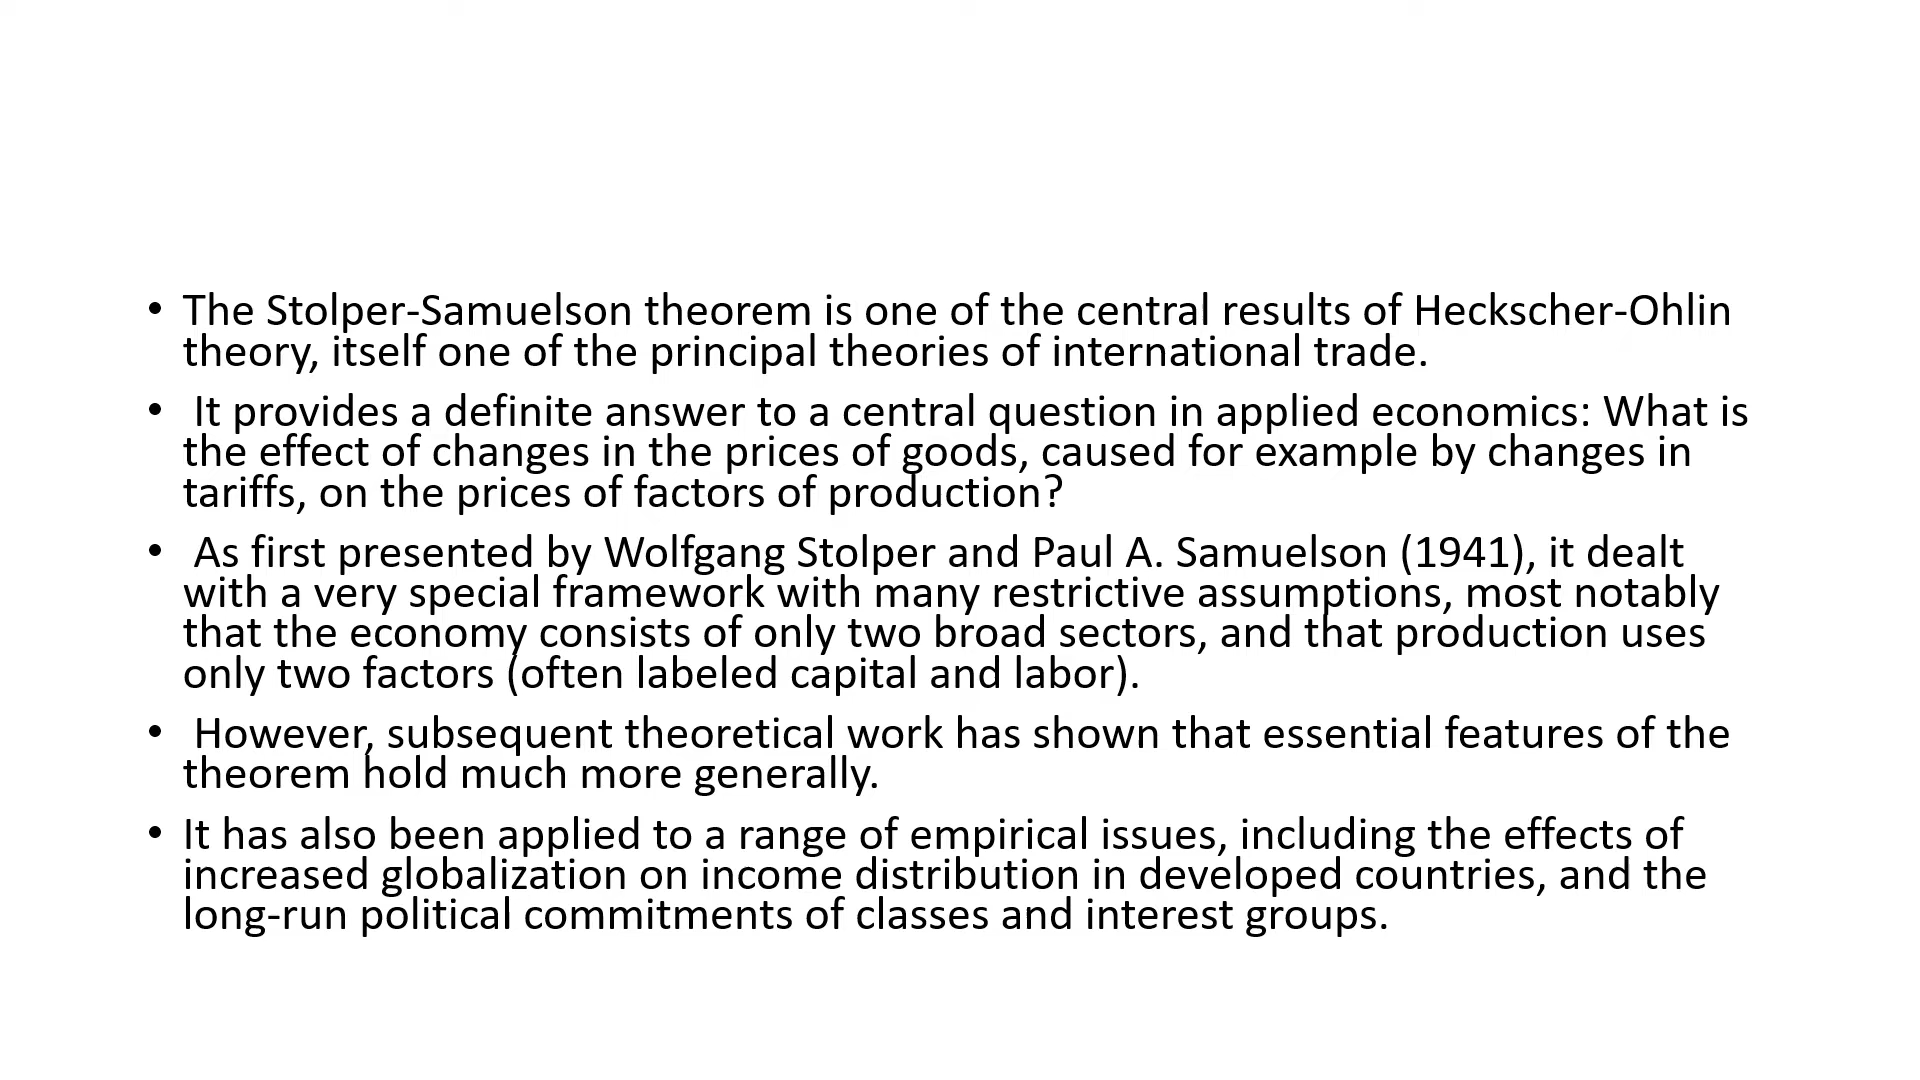 • The Stolper-Samuelson theorem is one of the central results of Heckscher-Ohlin
theory, itself one of the principal theories of international trade.
• It provides a definite answer to a central question in applied economics: What is
the effect of changes in the prices of goods, caused for example by changes in
tariffs, on the prices of factors of production?
• As first presented by Wolfgang Stolper and Paul A. Samuelson (1941), it dealt
with a very special framework with many restrictive assumptions, most notably
that the economy consists of only two broad sectors, and that production uses
only two factors (often labeled capital and labor).
• However, subsequent theoretical work has shown that essential features of the
theorem hold much more generally.
• It has also been applied to a range of empirical issues, including the effects of
increased globalization on income distribution in developed countries, and the
long-run political commitments of classes and interest groups.